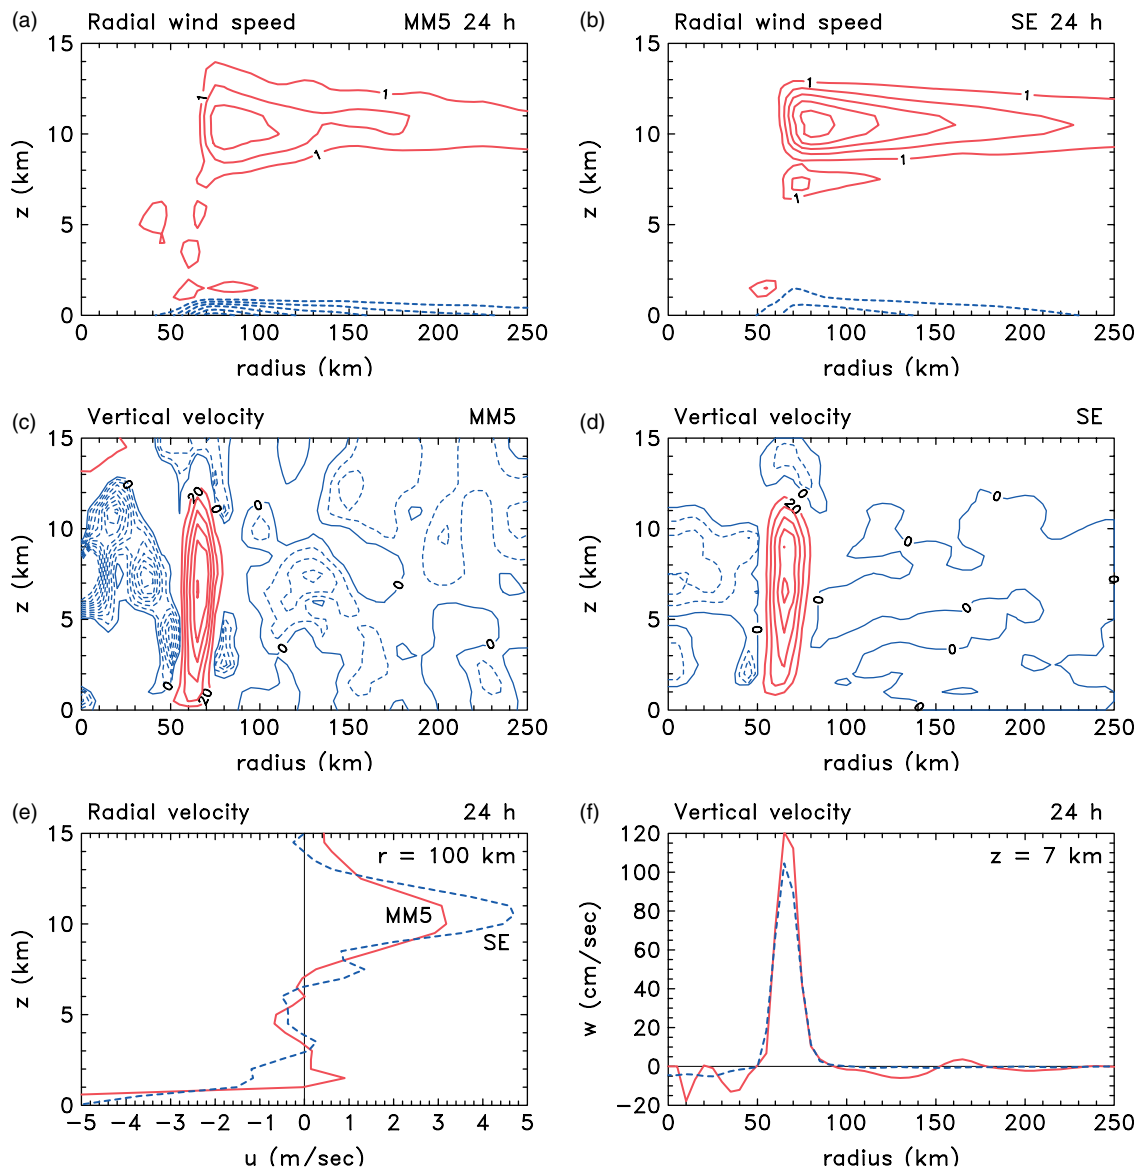 (a) Radial wind speed MM5 24 h
15
10
5
0
z (km)
1
1
1
0 50 100 150 200 250
radius (km)
(b) Radial wind speed SE 24 h
15
10
5
0
z (km)
1
1
1
1
0 50 100 150 200 250
radius (km)
(c) Vertical velocity MM5
15
10
5
0
z (km)
0
20
0
0
0
0
0
0
20
0 50 100 150 200 250
radius (km)
(d) Vertical velocity SE
15
10
5
0
z (km)
0
20
0
0
0
0
0
0
0
0
0 50 100 150 200 250
radius (km)
(e) Radial velocity 24 h
r = 100 km
MM5
SE
15
10
5
0
z (km)
−5 −4 −3 −2 −1 0 1 2 3 4 5
u (m/sec)
(f) Vertical velocity 24 h
z = 7 km
120
100
80
60
40
20
0
−20
w (cm/sec)
0 50 100 150 200 250
radius (km)